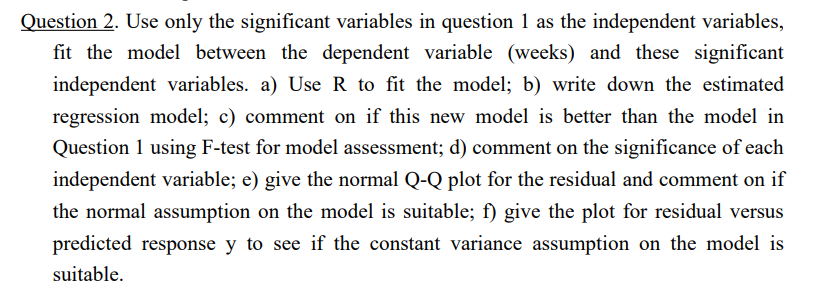 Question 2. Use only the significant variables in question 1 as the independent variables,
fit the model between the dependent variable (weeks) and these significant
independent variables. a) Use R to fit the model; b) write down the estimated
regression model; c) comment on if this new model is better than the model in
Question 1 using F-test for model assessment; d) comment on the significance of each
independent variable; e) give the normal Q-Q plot for the residual and comment on if
the normal assumption on the model is suitable; f) give the plot for residual versus
predicted response y to see if the constant variance assumption on the model is
suitable.